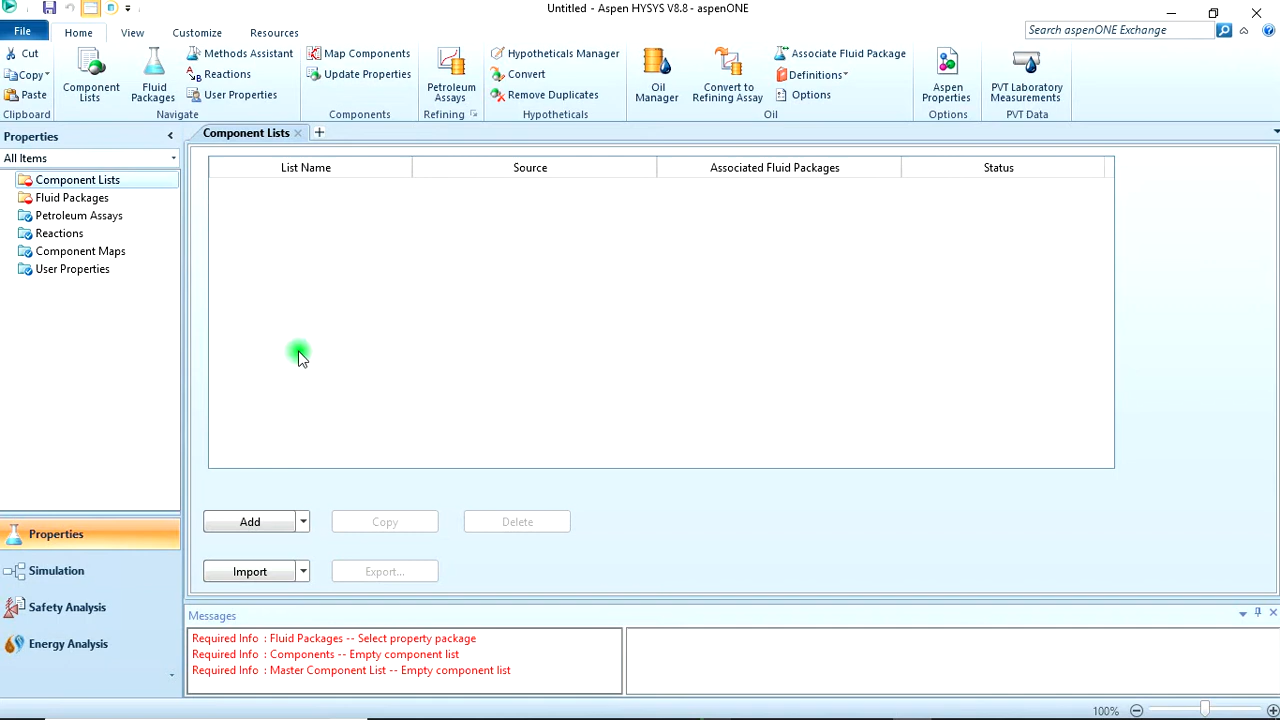 Untitled - Aspen HYSYS V8.8 - aspenONE
File Home View Customize Resources
Search aspenONE Exchange
Cut
Copy
Paste
Clipboard
Component Lists
Fluid Packages
Methods Assistant
Reactions
User Properties
Navigate
Map Components
Update Properties
Components
Petroleum Assays
Refining
Hypotheticals Manager
Convert
Remove Duplicates
Hypotheticals
Oil Manager
Convert to Refining Assay
Associate Fluid Package
Definitions
Options
Oil
Aspen Properties
Options
PVT Laboratory Measurements
PVT Data
Properties
All Items
Component Lists
Fluid Packages
Petroleum Assays
Reactions
Component Maps
User Properties
Properties
Simulation
Safety Analysis
Energy Analysis
Component Lists
List Name Source Associated Fluid Packages Status
Add Copy Delete
Import Export...
Messages
Required Info : Fluid Packages -- Select property package
Required Info : Components -- Empty component list
Required Info : Master Component List -- Empty component list
100%